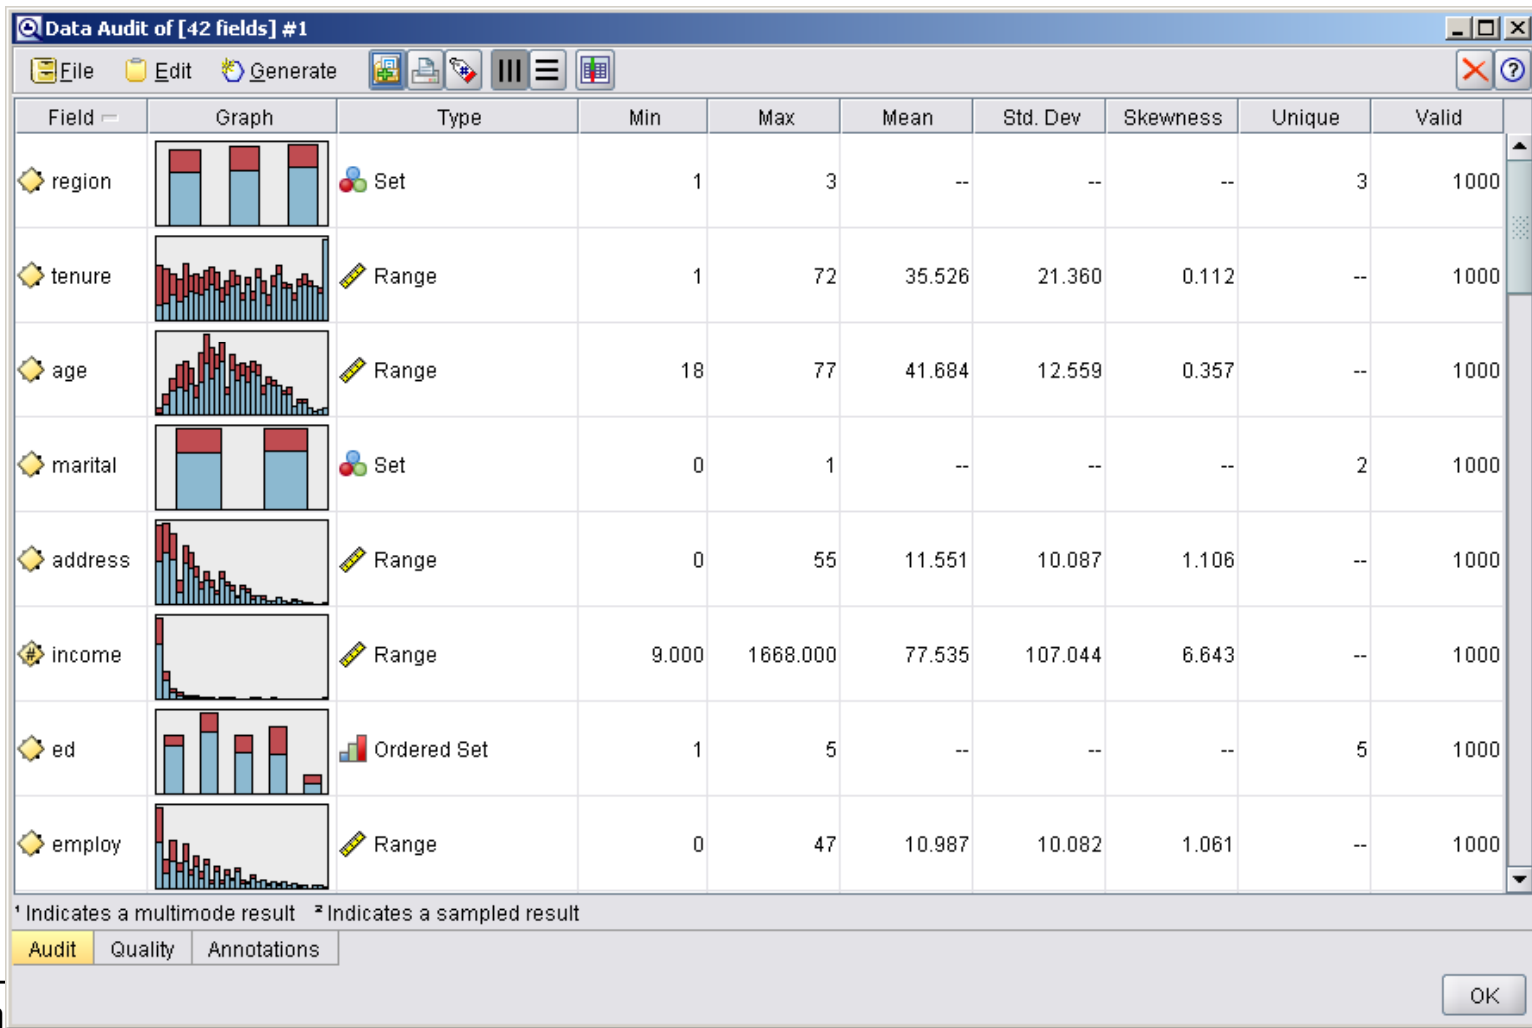 Data Audit of [42 fields] #1
File Edit Generate
Field Graph Type Min Max Mean Std. Dev Skewness Unique Valid
region Set 1 3 -- -- -- 3 1000
tenure Range 1 72 35.526 21.360 0.112 -- 1000
age Range 18 77 41.684 12.559 0.357 -- 1000
marital Set 0 1 -- -- -- 2 1000
address Range 0 55 11.551 10.087 1.106 -- 1000
income Range 9.000 1668.000 77.535 107.044 6.643 -- 1000
ed Ordered Set 1 5 -- -- -- 5 1000
employ Range 0 47 10.987 10.082 1.061 -- 1000
¹ Indicates a multimode result ² Indicates a sampled result
Audit Quality Annotations
OK